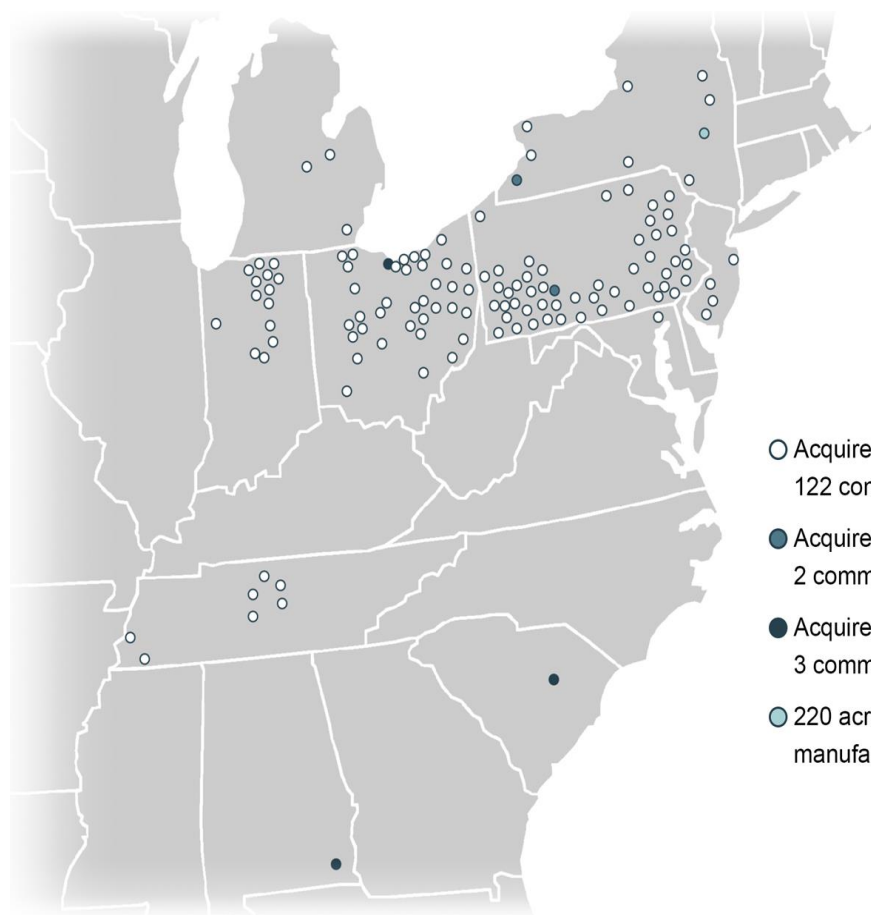 Acquire
122 com
Acquire
2 comm
Acquire
3 comm
220 acr
manufa